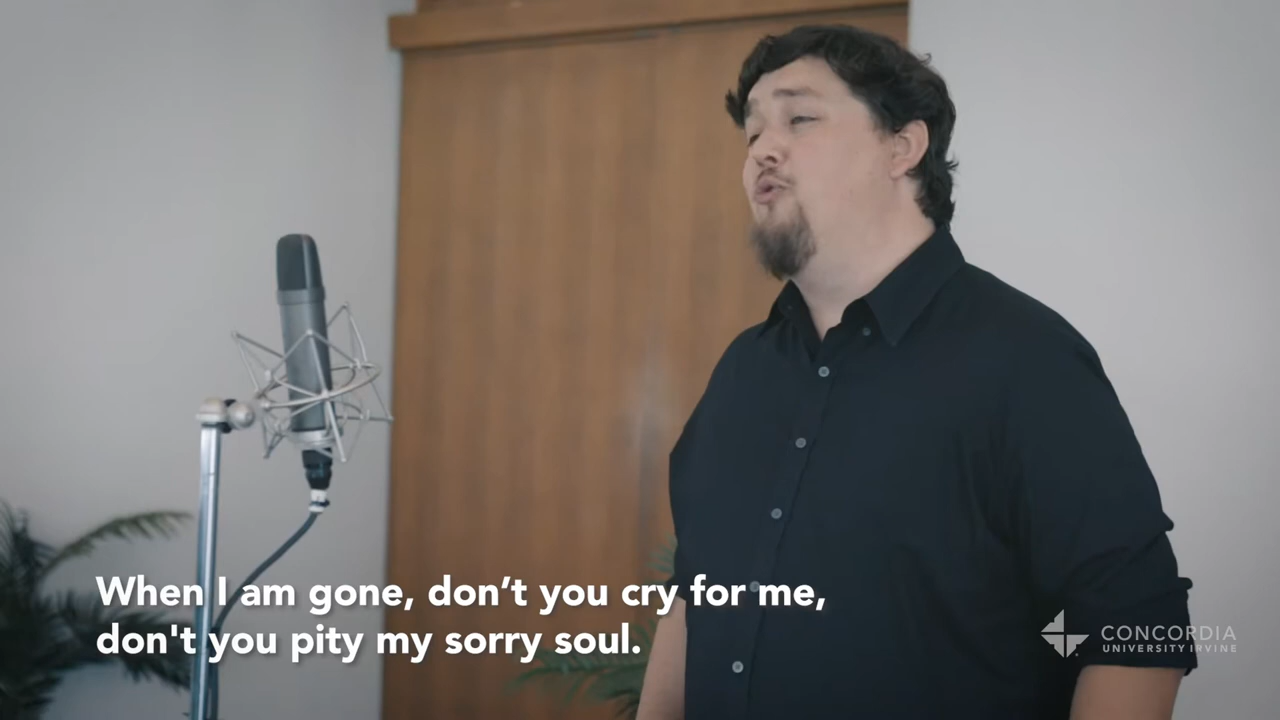 When I am gone, don’t you cry for me,
don't you pity my sorry soul.
CONCORDIA
UNIVERSITY IRVINE